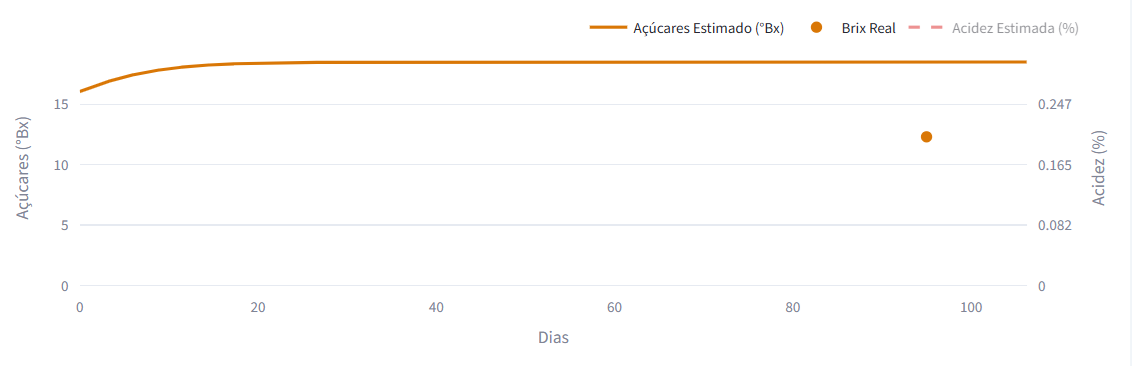 Açúcares Estimado (°Bx) Brix Real Acidez Estimada (%)
15 0.247
10 0.165
5 0.082
0 0
0 20 40 60 80 100
Dias
Açúcares (°Bx)
Acidez (%)